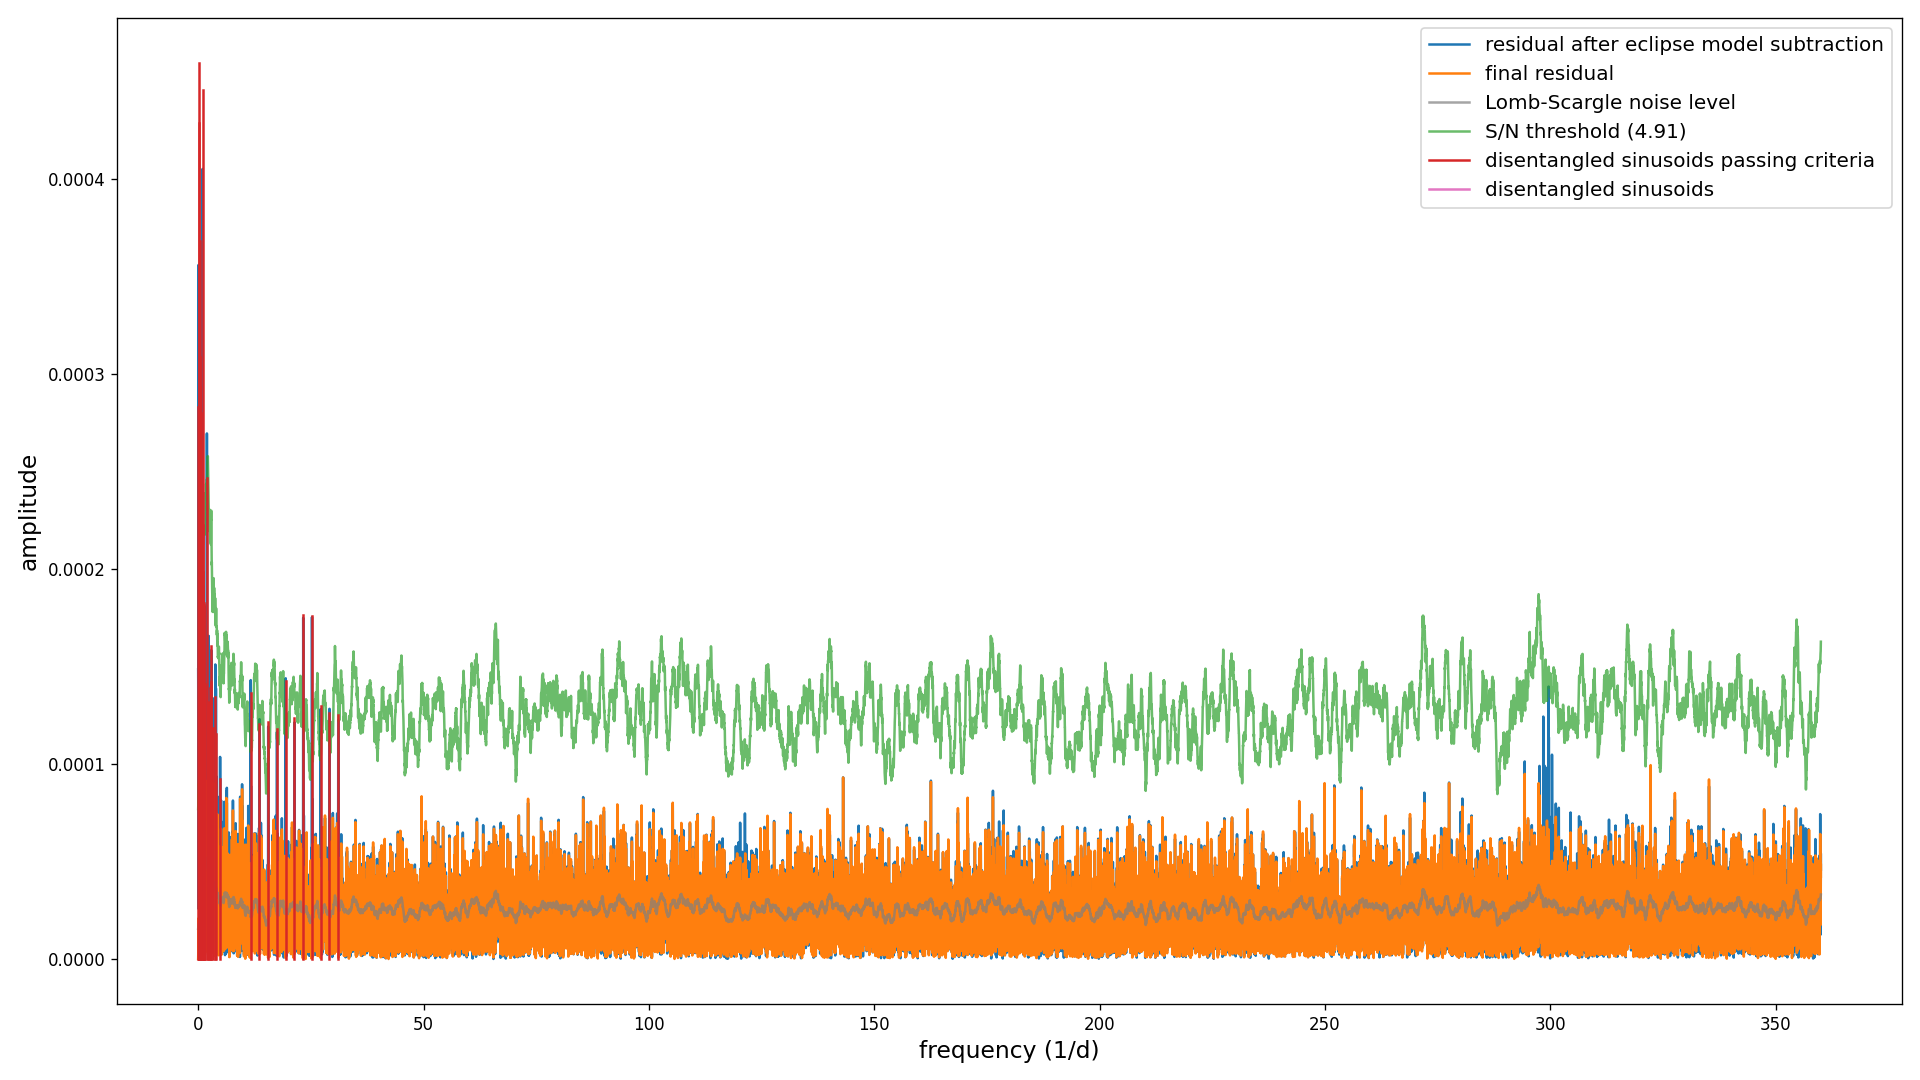 residual after eclipse model subtraction
final residual
Lomb-Scargle noise level
S/N threshold (4.91)
disentangled sinusoids passing criteria
disentangled sinusoids
amplitude
0.0004
0.0003
0.0002
0.0001
0.0000
0 50 100 150 200 250 300 350
frequency (1/d)